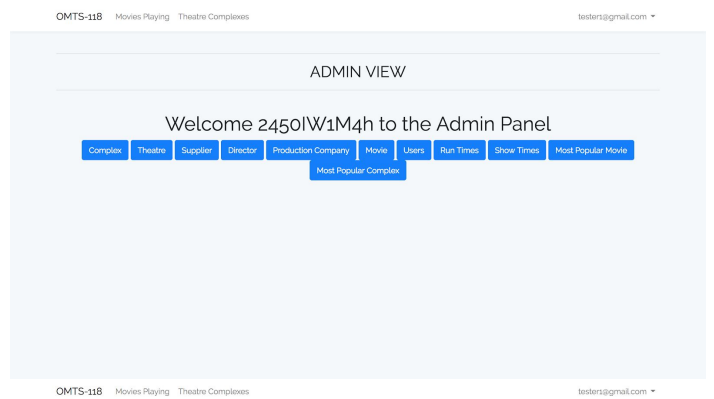 OMTS-118 Movies Playing Theatre Complexes tester1@gmail.com
ADMIN VIEW
Welcome 2450IW1M4h to the Admin Panel
Complex Theatre Supplier Director Production Company Movie Users Run Times Show Times Most Popular Movie
Most Popular Complex
OMTS-118 Movies Playing Theatre Complexes tester1@gmail.com